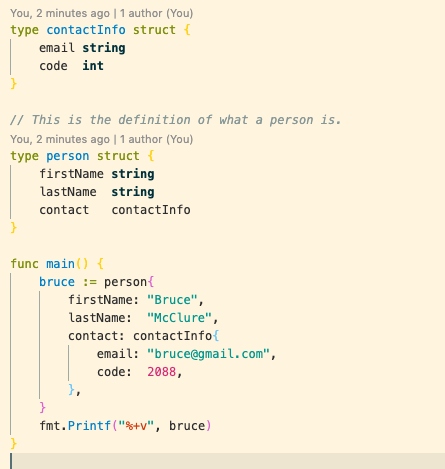 You, 2 minutes ago | 1 author (You)
type contactInfo struct {
    email string
    code  int
}

// This is the definition of what a person is.
You, 2 minutes ago | 1 author (You)
type person struct {
    firstName string
    lastName  string
    contact   contactInfo
}

func main() {
    bruce := person{
        firstName: "Bruce",
        lastName:  "McClure",
        contact: contactInfo{
            email: "bruce@gmail.com",
            code:  2088,
        },
    }
    fmt.Printf("%+v", bruce)
}